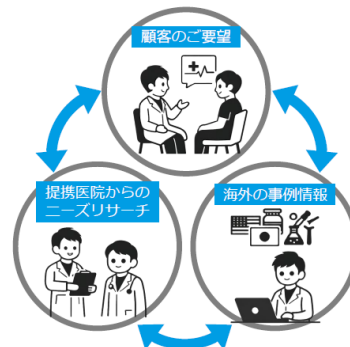 顧客のご要望
提携医院からの
ニーズリサーチ
海外の事例情報